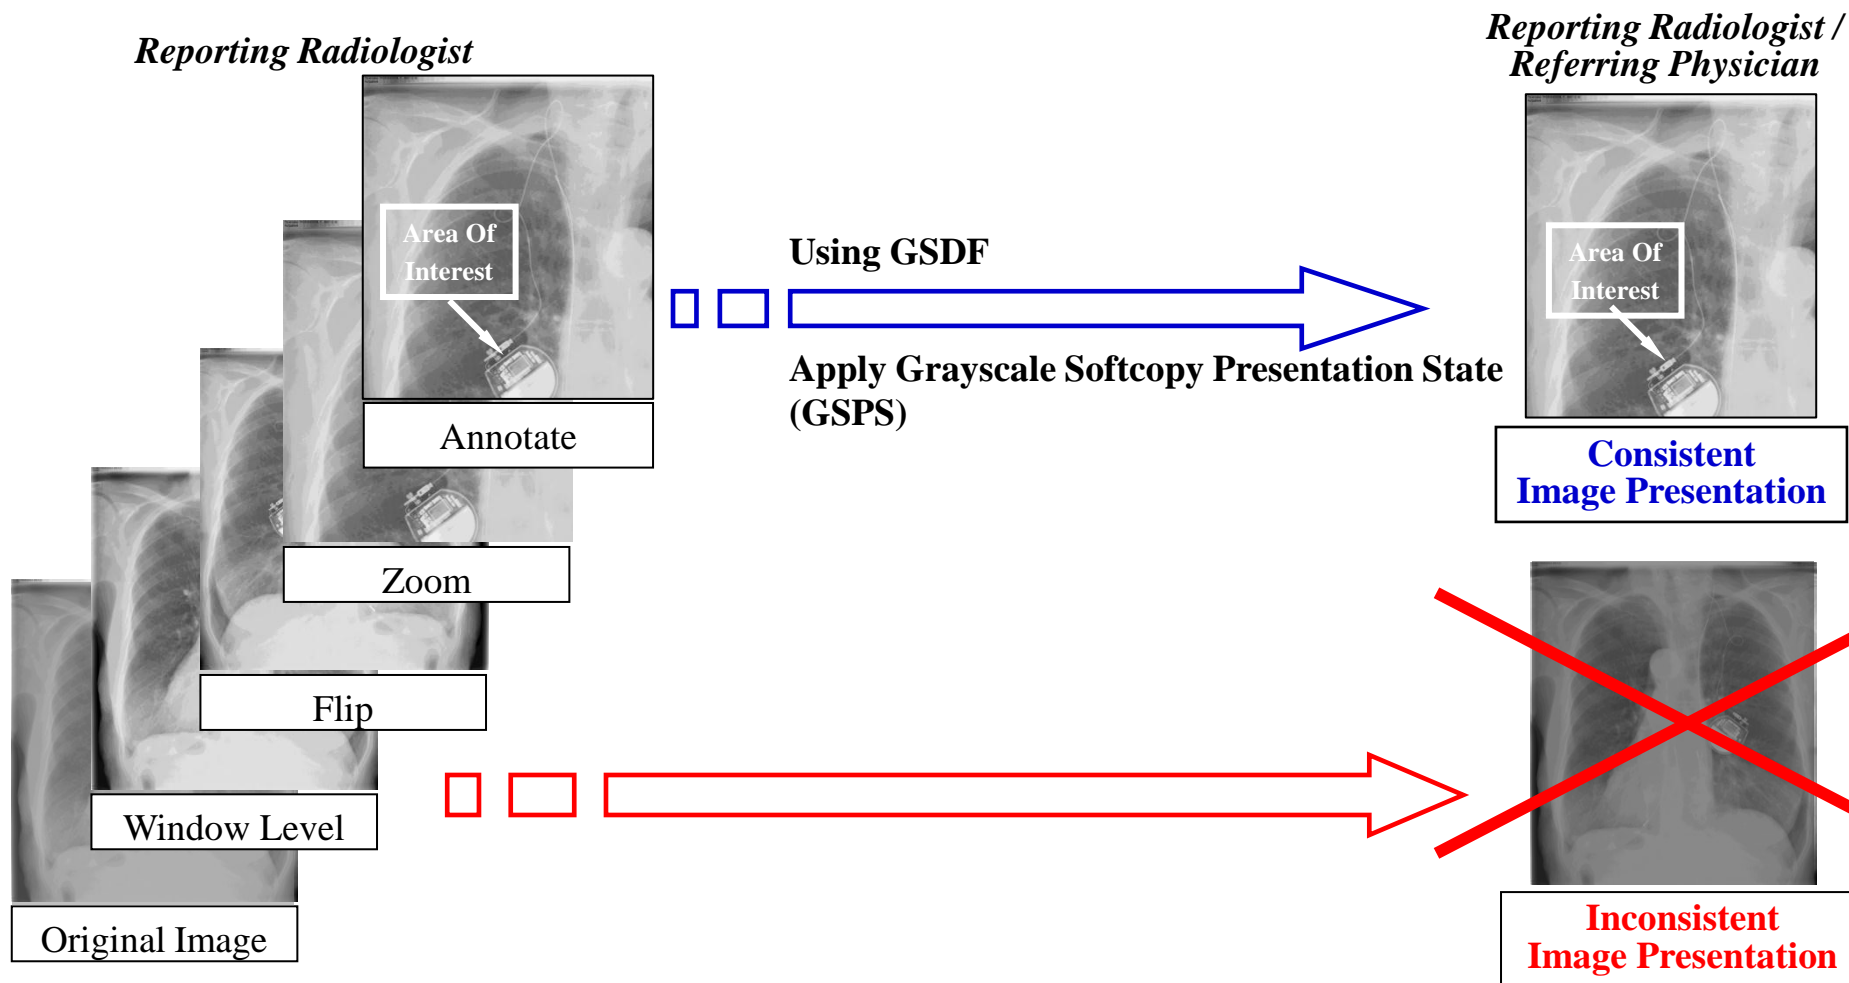 Reporting Radiologist
Reporting Radiologist /
Referring Physician
Area Of
Interest
Annotate
Zoom
Flip
Window Level
Original Image
Using GSDF
Apply Grayscale Softcopy Presentation State
(GSPS)
Area Of
Interest
Consistent
Image Presentation
Inconsistent
Image Presentation